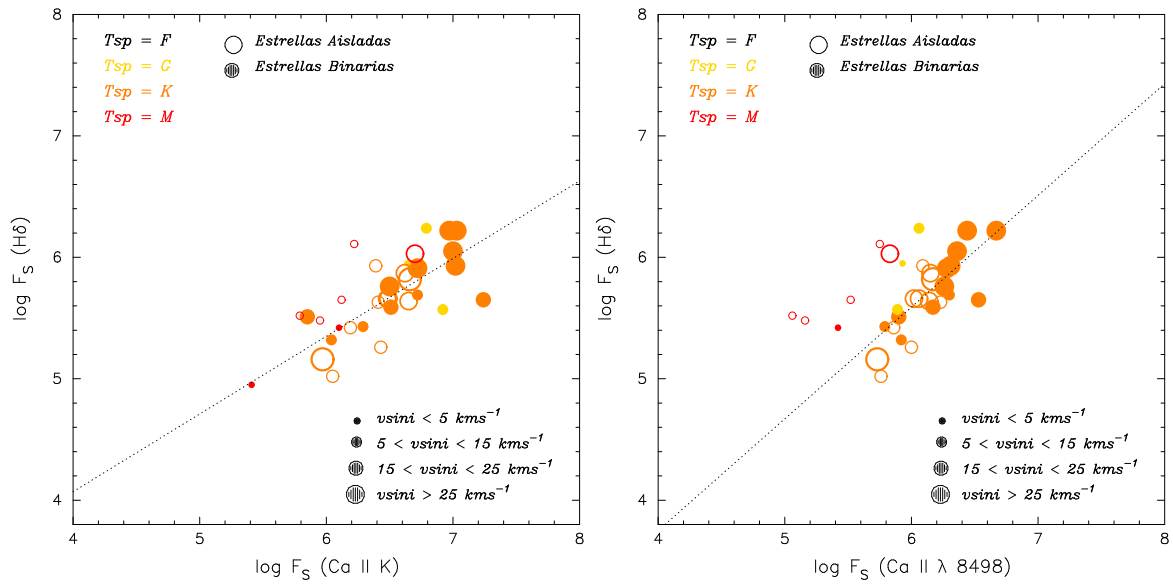 Tsp = F
Tsp = G
Tsp = K
Tsp = M
Estrellas Aisladas
Estrellas Binarias
vsini < 5 kms⁻¹
5 < vsini < 15 kms⁻¹
15 < vsini < 25 kms⁻¹
vsini > 25 kms⁻¹
8
7
6
5
4
4 5 6 7 8
log F_S (Hδ)
log F_S (Ca II K)
Tsp = F
Tsp = G
Tsp = K
Tsp = M
Estrellas Aisladas
Estrellas Binarias
vsini < 5 kms⁻¹
5 < vsini < 15 kms⁻¹
15 < vsini < 25 kms⁻¹
vsini > 25 kms⁻¹
8
7
6
5
4
4 5 6 7 8
log F_S (Hδ)
log F_S (Ca II λ 8498)